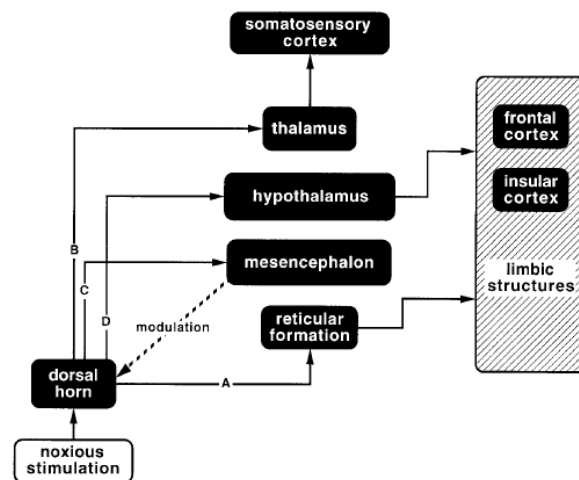 somatosensory
cortex
thalamus
frontal
cortex
hypothalamus
insular
cortex
B
mesencephalon
C
limbic
structures
D
modulation
reticular
formation
dorsal
horn
A
noxious
stimulation